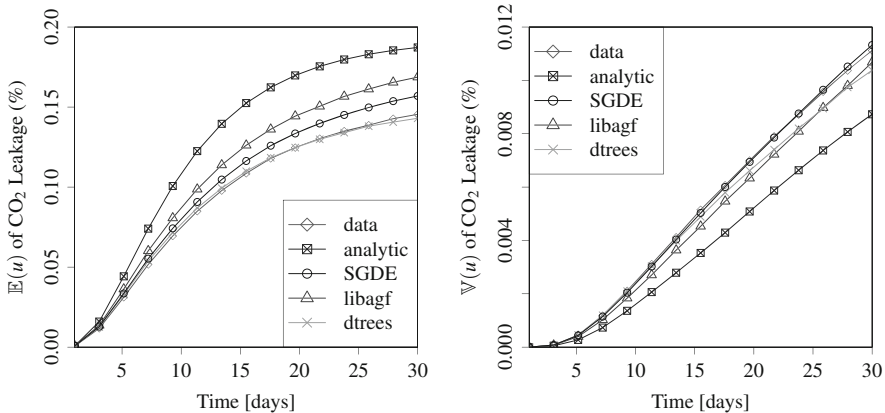 0.20
0.15
0.10
0.05
0.00
𝔼(u) of CO₂ Leakage (%)
data
analytic
SGDE
libagf
dtrees
5 10 15 20 25 30
Time [days]
0.012
0.008
0.004
0.000
𝕍(u) of CO₂ Leakage (%)
data
analytic
SGDE
libagf
dtrees
5 10 15 20 25 30
Time [days]